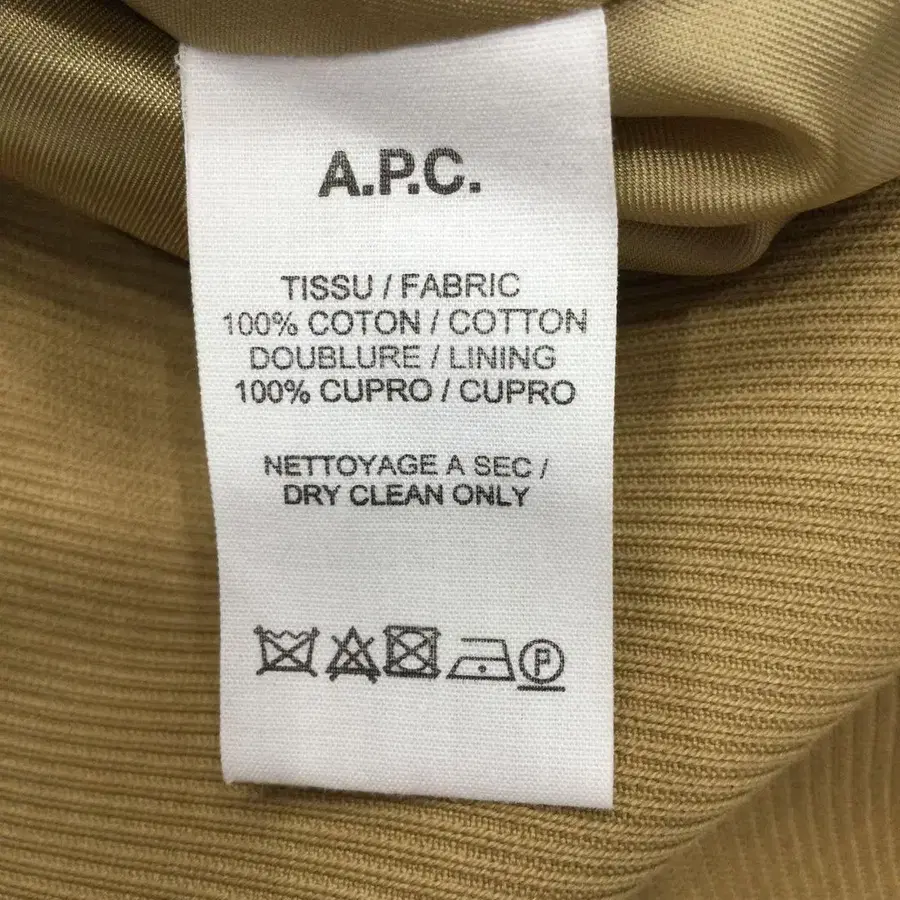 A.P.C.
TISSU / FABRIC
100% COTON / COTTON
DOUBLURE / LINING
100% CUPRO / CUPRO
NETTOYAGE A SEC /
DRY CLEAN ONLY
P